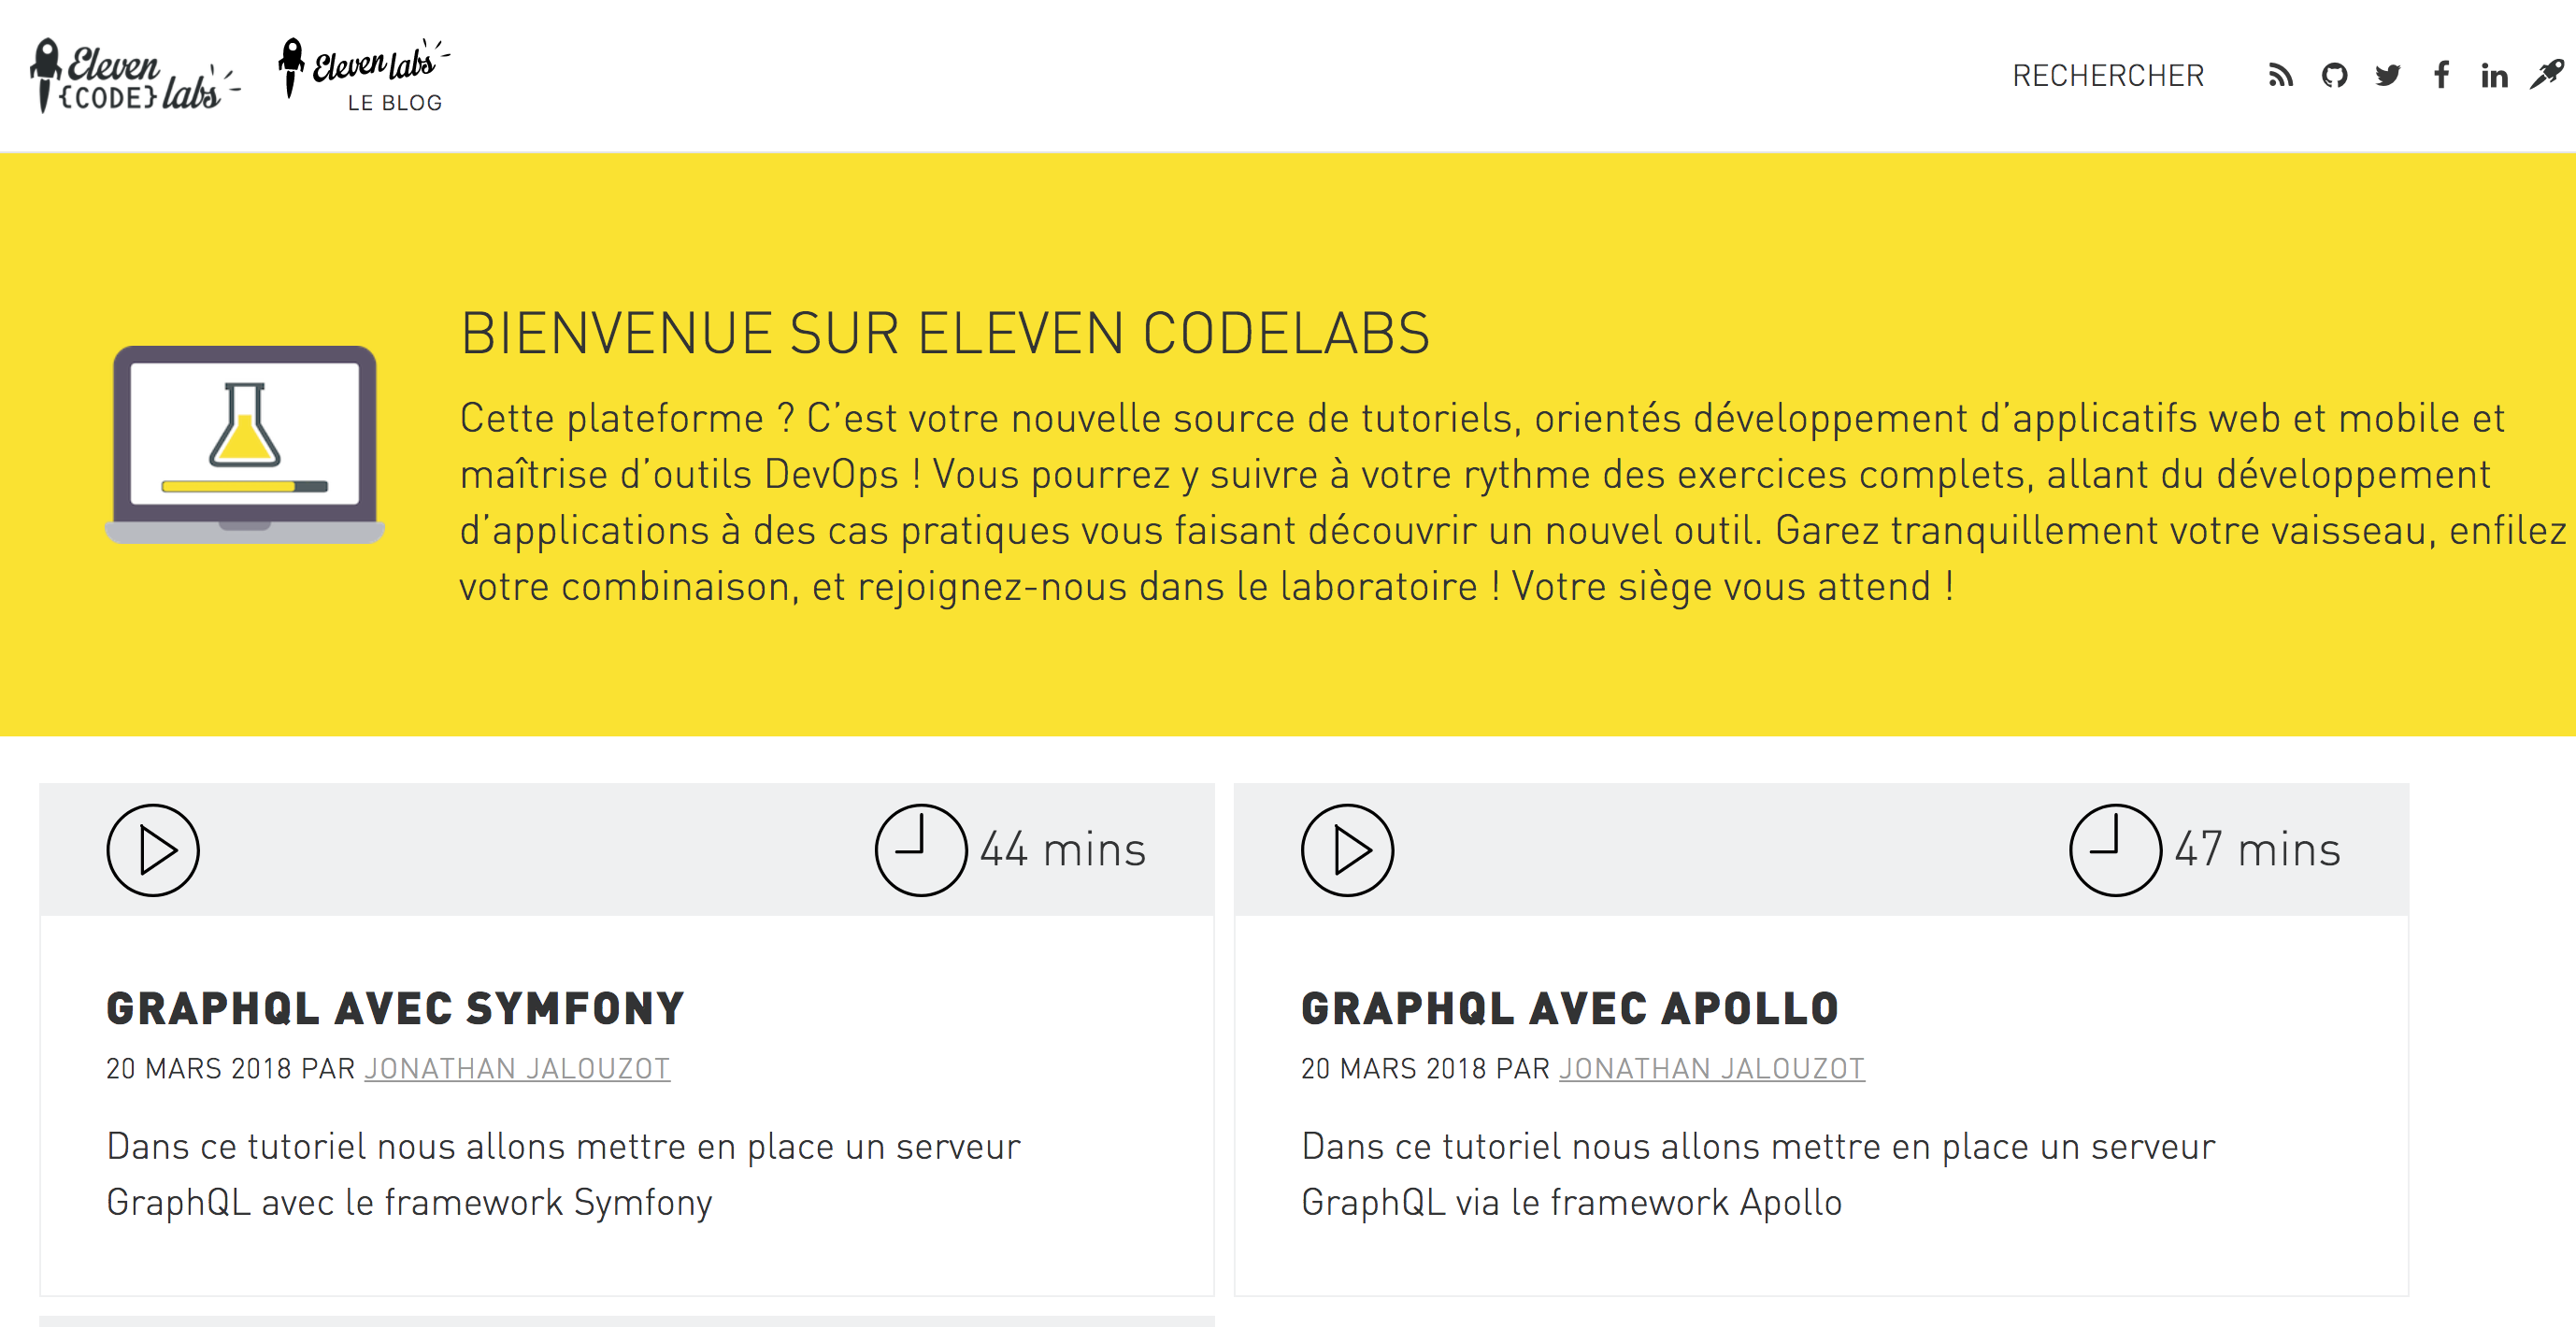 Eleven
{CODE} labs
Eleven labs
LE BLOG
RECHERCHER
BIENVENUE SUR ELEVEN CODELABS
Cette plateforme ? C’est votre nouvelle source de tutoriels, orientés développement d’applicatifs web et mobile et
maîtrise d’outils DevOps ! Vous pourrez y suivre à votre rythme des exercices complets, allant du développement
d’applications à des cas pratiques vous faisant découvrir un nouvel outil. Garez tranquillement votre vaisseau, enfilez
votre combinaison, et rejoignez-nous dans le laboratoire ! Votre siège vous attend !
44 mins
GRAPHQL AVEC SYMFONY
20 MARS 2018 PAR JONATHAN JALOUZOT
Dans ce tutoriel nous allons mettre en place un serveur
GraphQL avec le framework Symfony
47 mins
GRAPHQL AVEC APOLLO
20 MARS 2018 PAR JONATHAN JALOUZOT
Dans ce tutoriel nous allons mettre en place un serveur
GraphQL via le framework Apollo